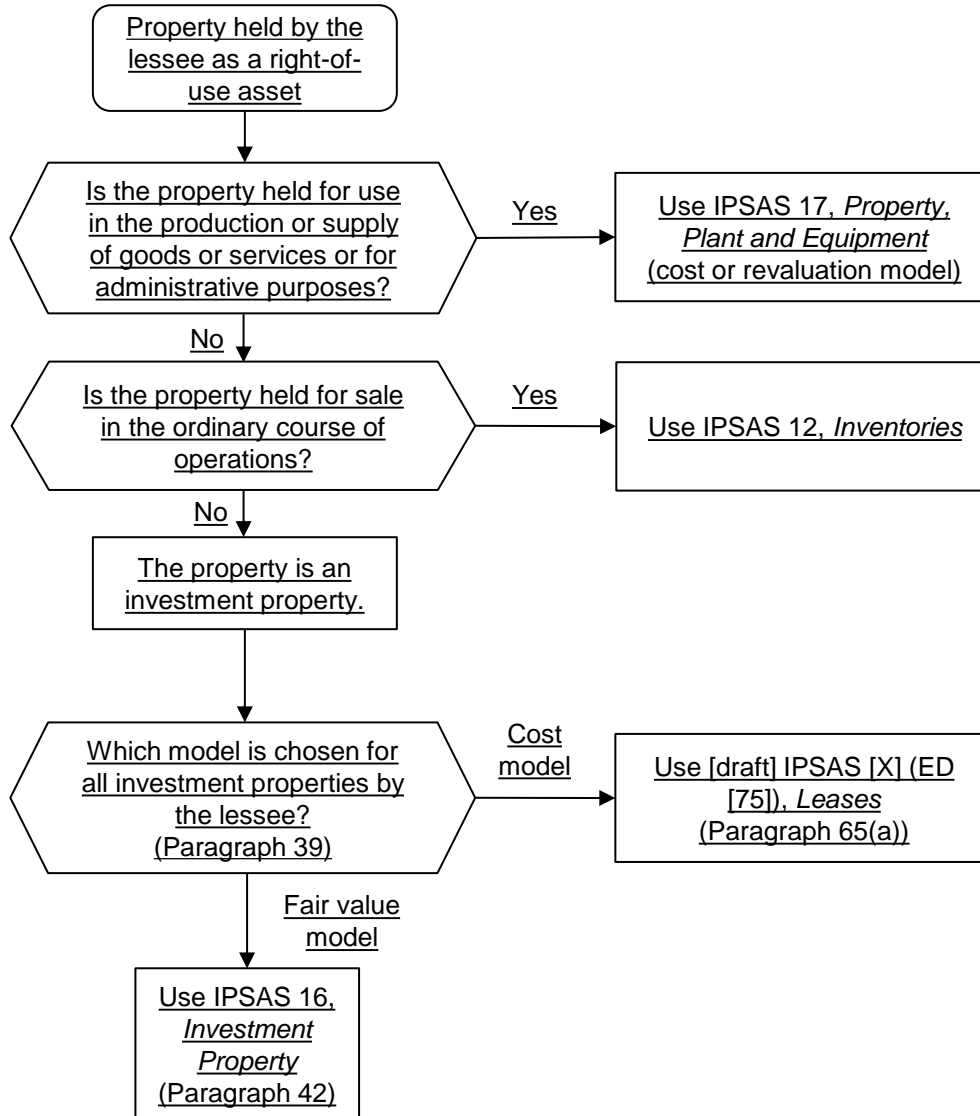 Property held by the
lessee as a right-of-
use asset
Is the property held for use
in the production or supply
of goods or services or for
administrative purposes?
Yes
Use IPSAS 17, Property,
Plant and Equipment
(cost or revaluation model)
No
Is the property held for sale
in the ordinary course of
operations?
Yes
Use IPSAS 12, Inventories
No
The property is an
investment property.
Which model is chosen for
all investment properties by
the lessee?
(Paragraph 39)
Cost
model
Use [draft] IPSAS [X] (ED
[75]), Leases
(Paragraph 65(a))
Fair value
model
Use IPSAS 16,
Investment
Property
(Paragraph 42)